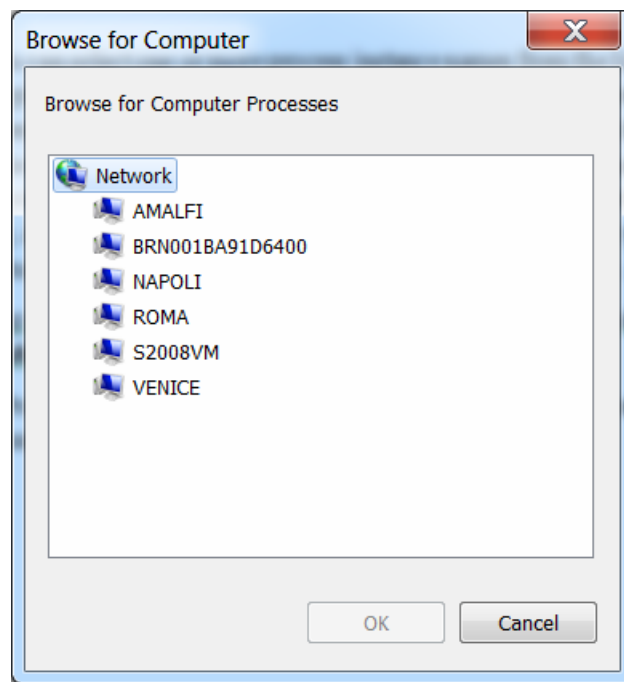 Browse for Computer
Browse for Computer Processes
Network
AMALFI
BRN001BA91D6400
NAPOLI
ROMA
S2008VM
VENICE
OK Cancel